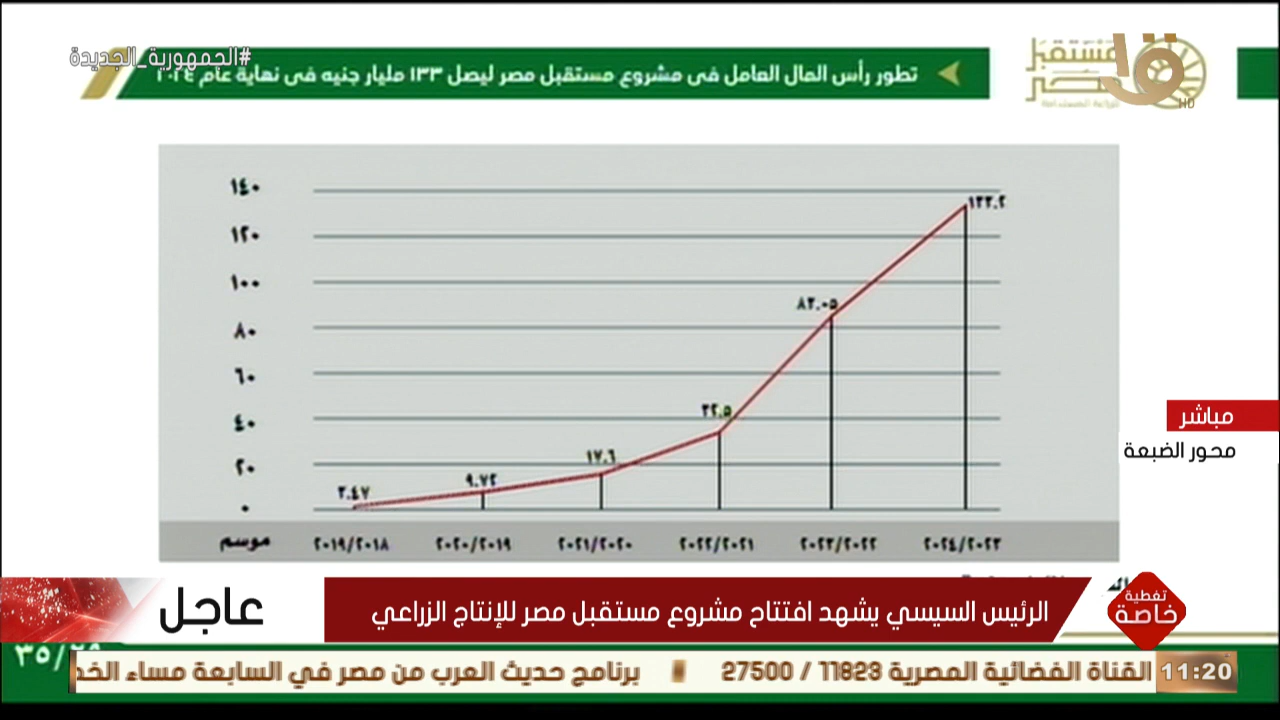 #الجمهورية_الجديدة
تطور رأس المال العامل فى مشروع مستقبل مصر ليصل ١٣٣ مليار جنيه فى نهاية عام ٢٠٢٤
مستقبل
مصر
HD
١٤٠
١٣٣.٢
١٢٠
١٠٠
٨٢.٠٥
٨٠
٦٠
٣٢.٥
٤٠
١٧.٦
٢٠
٩.٧٢
٢.٤٧
٠
موسم
٢٠١٩/٢٠١٨
٢٠٢٠/٢٠١٩
٢٠٢١/٢٠٢٠
٢٠٢٢/٢٠٢١
٢٠٢٣/٢٠٢٢
٢٠٢٤/٢٠٢٣
مباشر
محور الضبعة
تغطية
خاصة
الرئيس السيسي يشهد افتتاح مشروع مستقبل مصر للإنتاج الزراعي
عاجل
11:20
القناة الفضائية المصرية 11823 / 27500
برنامج حديث العرب من مصر في السابعة مساء